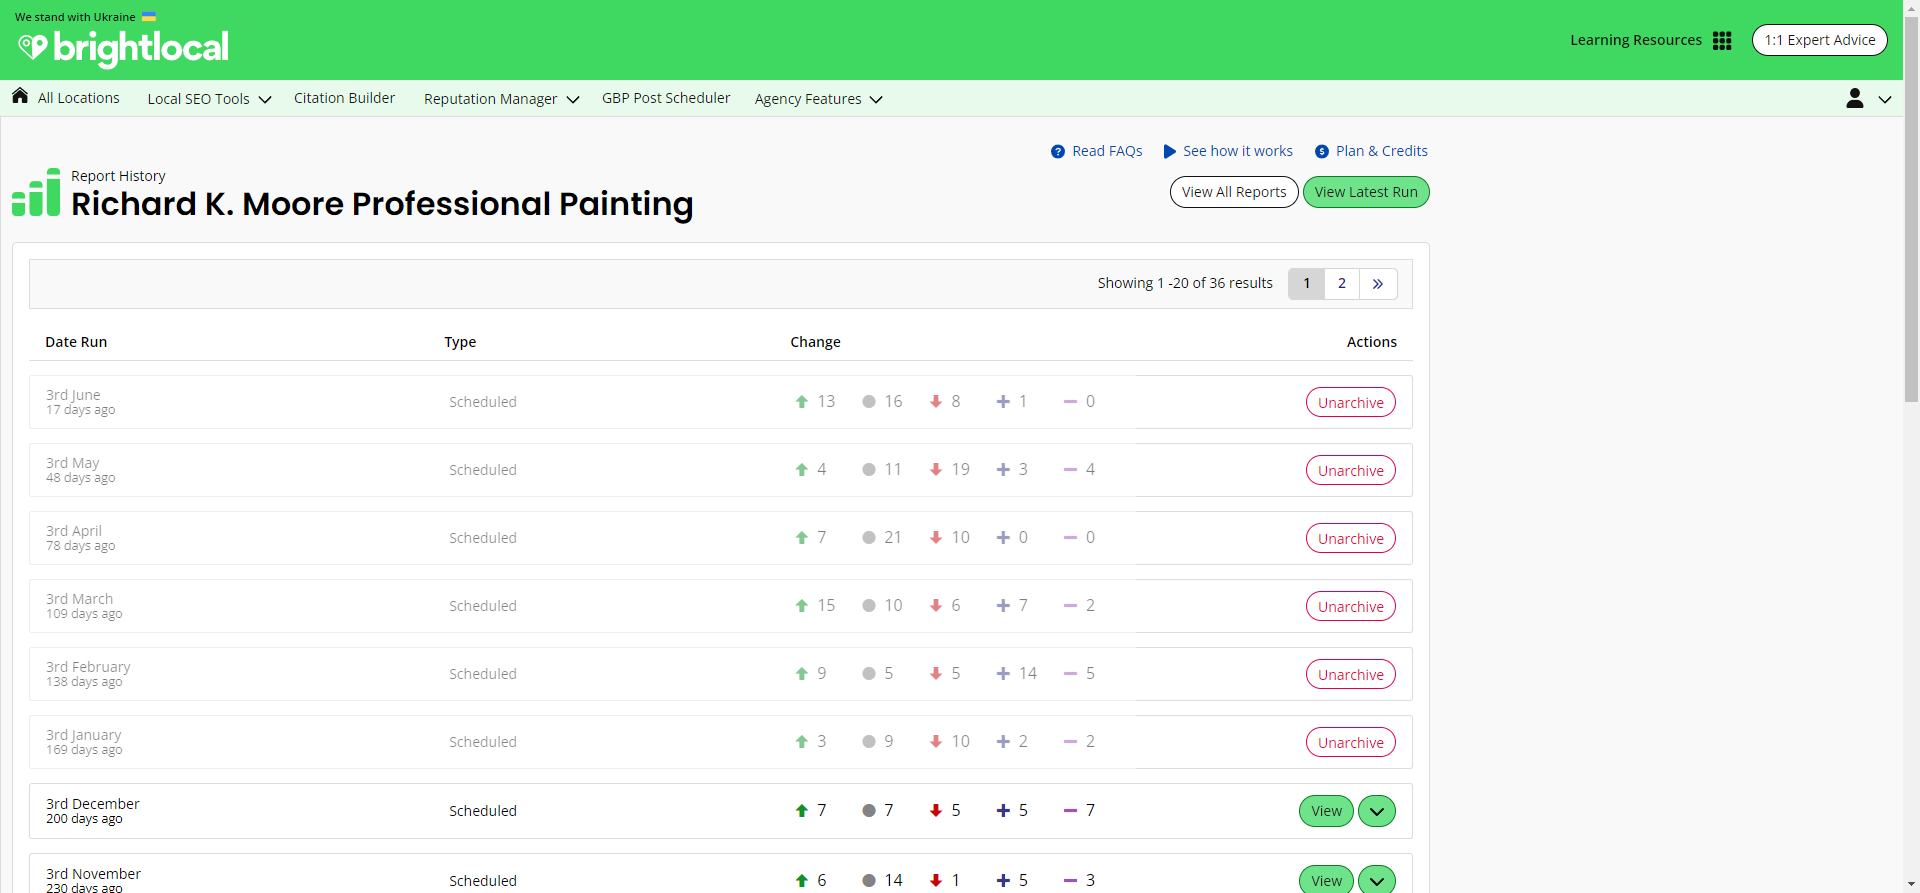 We stand with Ukraine
brightlocal
Learning Resources
1:1 Expert Advice
All Locations
Local SEO Tools
Citation Builder
Reputation Manager
GBP Post Scheduler
Agency Features
Read FAQs
See how it works
Plan & Credits
Report History
Richard K. Moore Professional Painting
View All Reports
View Latest Run
Showing 1 -20 of 36 results
1
2
»
Date Run
Type
Change
Actions
3rd June
17 days ago
Scheduled
13
16
8
1
0
Unarchive
3rd May
48 days ago
Scheduled
4
11
19
3
4
Unarchive
3rd April
78 days ago
Scheduled
7
21
10
0
0
Unarchive
3rd March
109 days ago
Scheduled
15
10
6
7
2
Unarchive
3rd February
138 days ago
Scheduled
9
5
5
14
5
Unarchive
3rd January
169 days ago
Scheduled
3
9
10
2
2
Unarchive
3rd December
200 days ago
Scheduled
7
7
5
5
7
View
3rd November
230 days ago
Scheduled
6
14
1
5
3
View